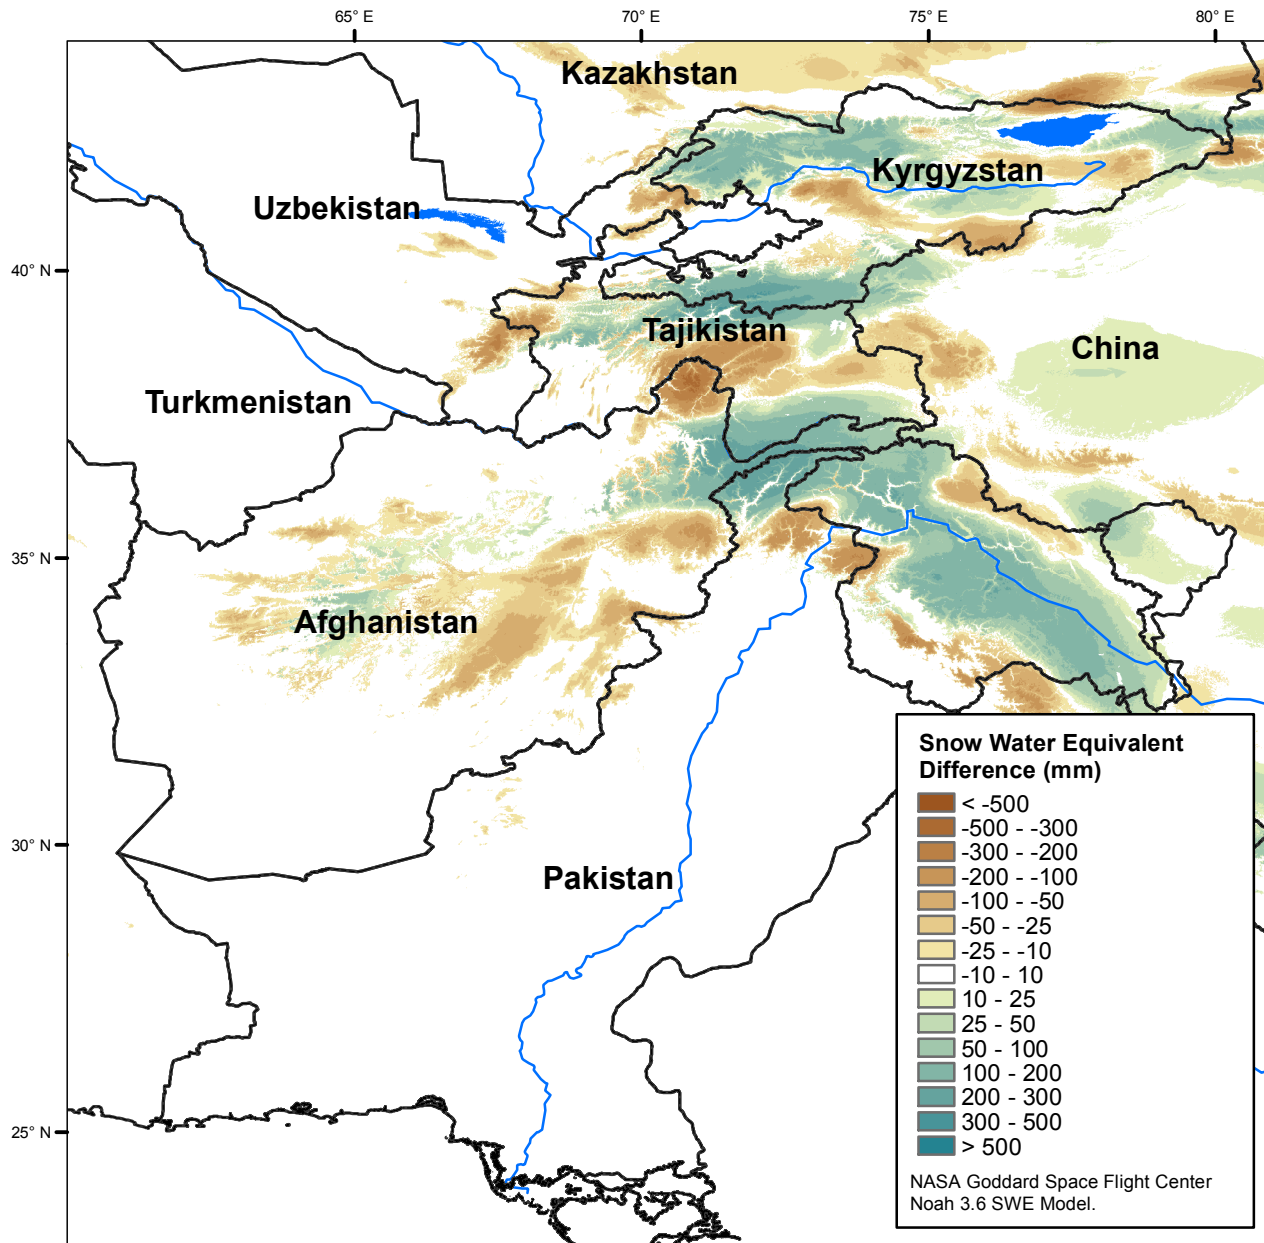 65° E
70° E
75° E
80° E
Kazakhstan
Kyrgyzstan
Uzbekistan
40° N
Tajikistan
China
Turkmenistan
35° N
Afghanistan
30° N
Pakistan
25° N
Snow Water Equivalent
Difference (mm)
< -500
-500 - -300
-300 - -200
-200 - -100
-100 - -50
-50 - -25
-25 - -10
-10 - 10
10 - 25
25 - 50
50 - 100
100 - 200
200 - 300
300 - 500
> 500
NASA Goddard Space Flight Center
Noah 3.6 SWE Model.